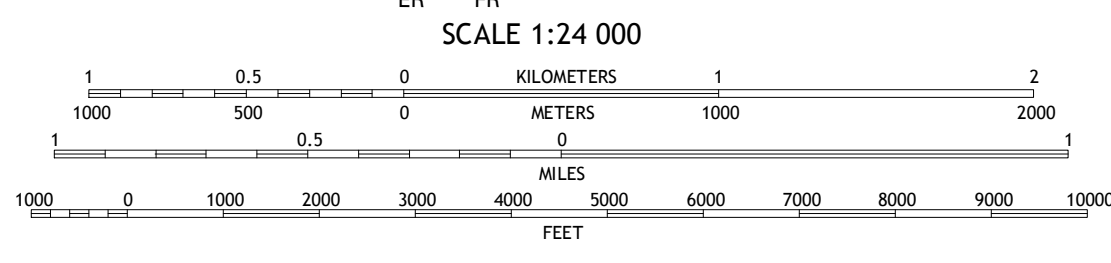 SCALE 1:24 000
1 0.5 0 KILOMETERS 1 2
1000 500 0 METERS 1000 2000
1 0.5 0 1
MILES
1000 0 1000 2000 3000 4000 5000 6000 7000 8000 9000 10000
FEET